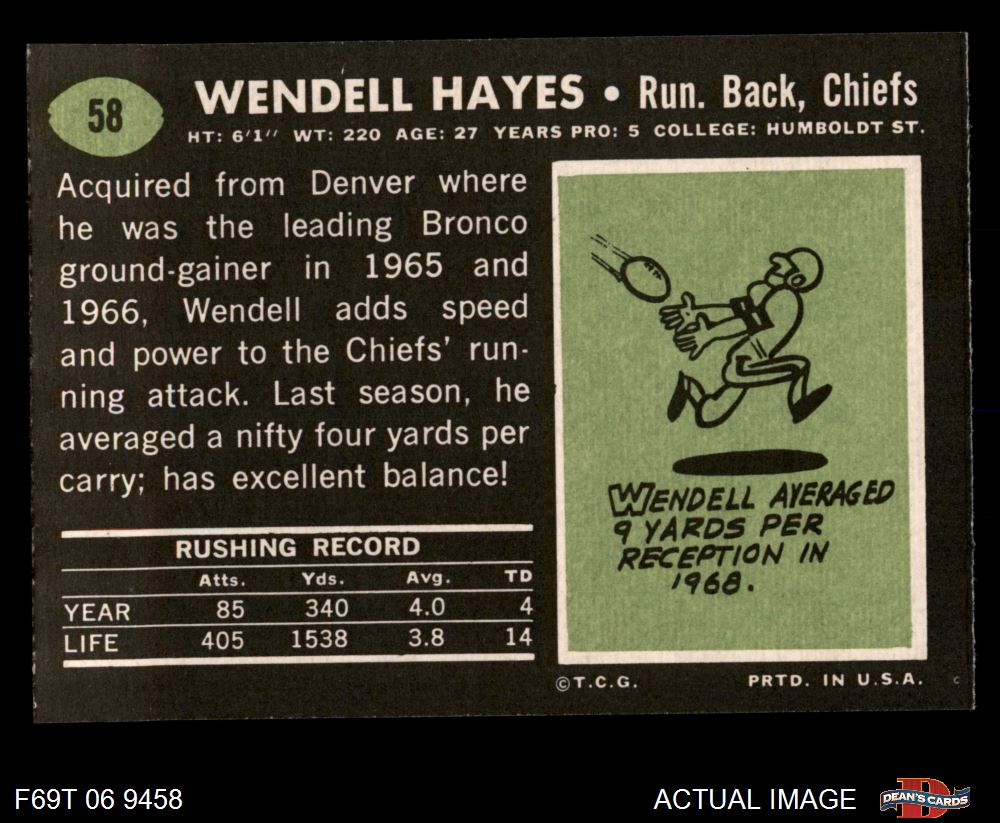 58
WENDELL HAYES • Run. Back, Chiefs
HT: 6'1" WT: 220 AGE: 27 YEARS PRO: 5 COLLEGE: HUMBOLDT ST.
Acquired from Denver where
he was the leading Bronco
ground-gainer in 1965 and
1966, Wendell adds speed
and power to the Chiefs' run-
ning attack. Last season, he
averaged a nifty four yards per
carry; has excellent balance!
RUSHING RECORD
Atts. Yds. Avg. TD
YEAR 85 340 4.0 4
LIFE 405 1538 3.8 14
WENDELL AVERAGED
9 YARDS PER
RECEPTION IN
1968.
©T.C.G. PRTD. IN U.S.A. C
F69T 06 9458
ACTUAL IMAGE
D
DEAN'S CARDS